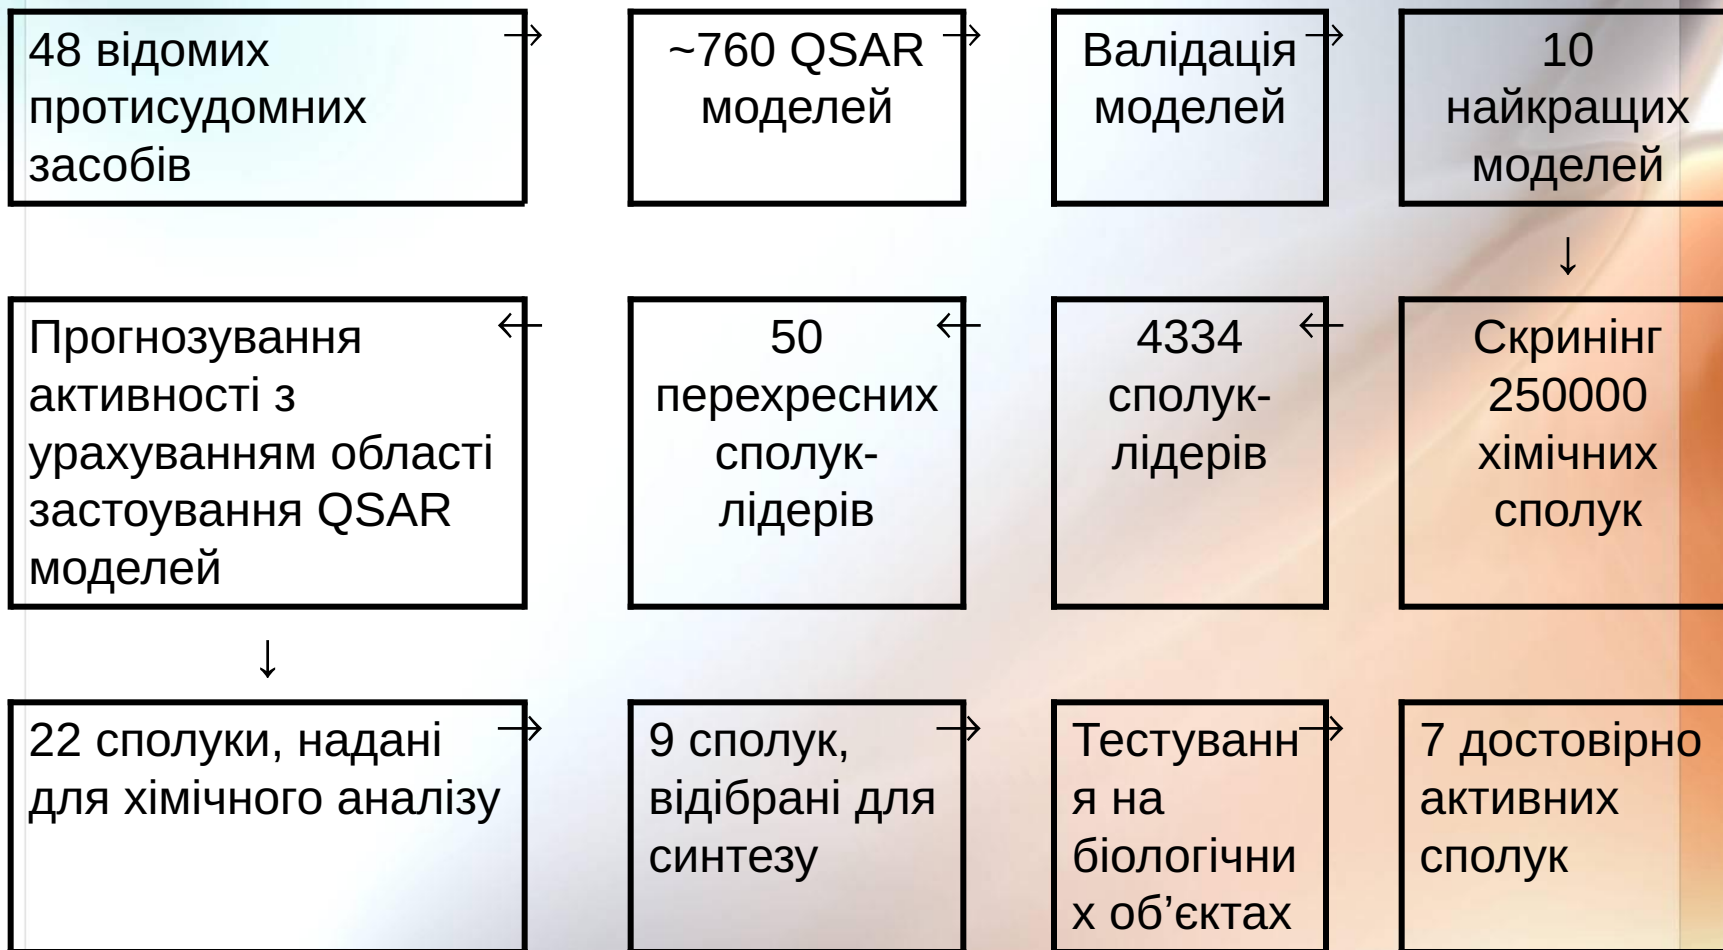 48 відомих
протисудомних
засобів
→
~760 QSAR
моделей
→
Валідація
моделей
→
10
найкращих
моделей
↓
Прогнозування
активності з
урахуванням області
застоування QSAR
моделей
←
50
перехресних
сполук-
лідерів
←
4334
сполук-
лідерів
←
Скринінг
250000
хімічних
сполук
↓
22 сполуки, надані
для хімічного аналізу
→
9 сполук,
відібрані для
синтезу
→
Тестуванн
я на
біологічни
х об’єктах
→
7 достовірно
активних
сполук